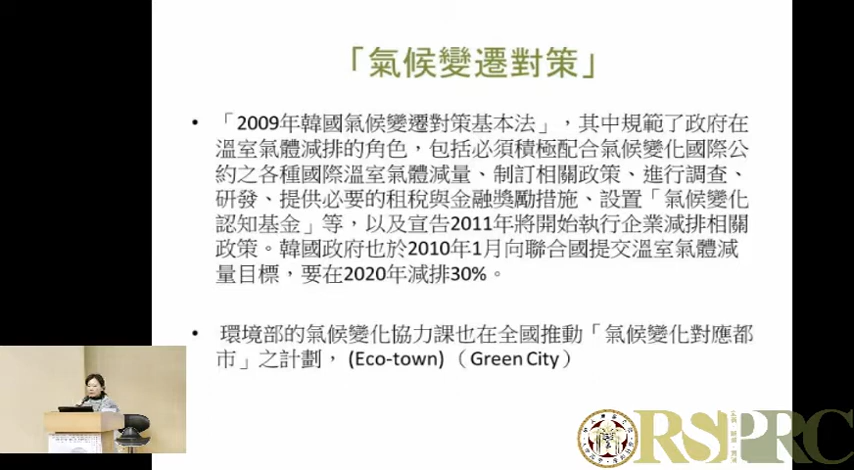 「氣候變遷對策」
• 「2009年韓國氣候變遷對策基本法」，其中規範了政府在
溫室氣體減排的角色，包括必須積極配合氣候變化國際公
約之各種國際溫室氣體減量、制訂相關政策、進行調查、
研發、提供必要的租稅與金融獎勵措施、設置「氣候變化
認知基金」等，以及宣告2011年將開始執行企業減排相關
政策。韓國政府也於2010年1月向聯合國提交溫室氣體減
量目標，要在2020年減排30%。
• 環境部的氣候變化協力課也在全國推動「氣候變化對應都
市」之計劃， (Eco-town) （Green City）
RSPRC